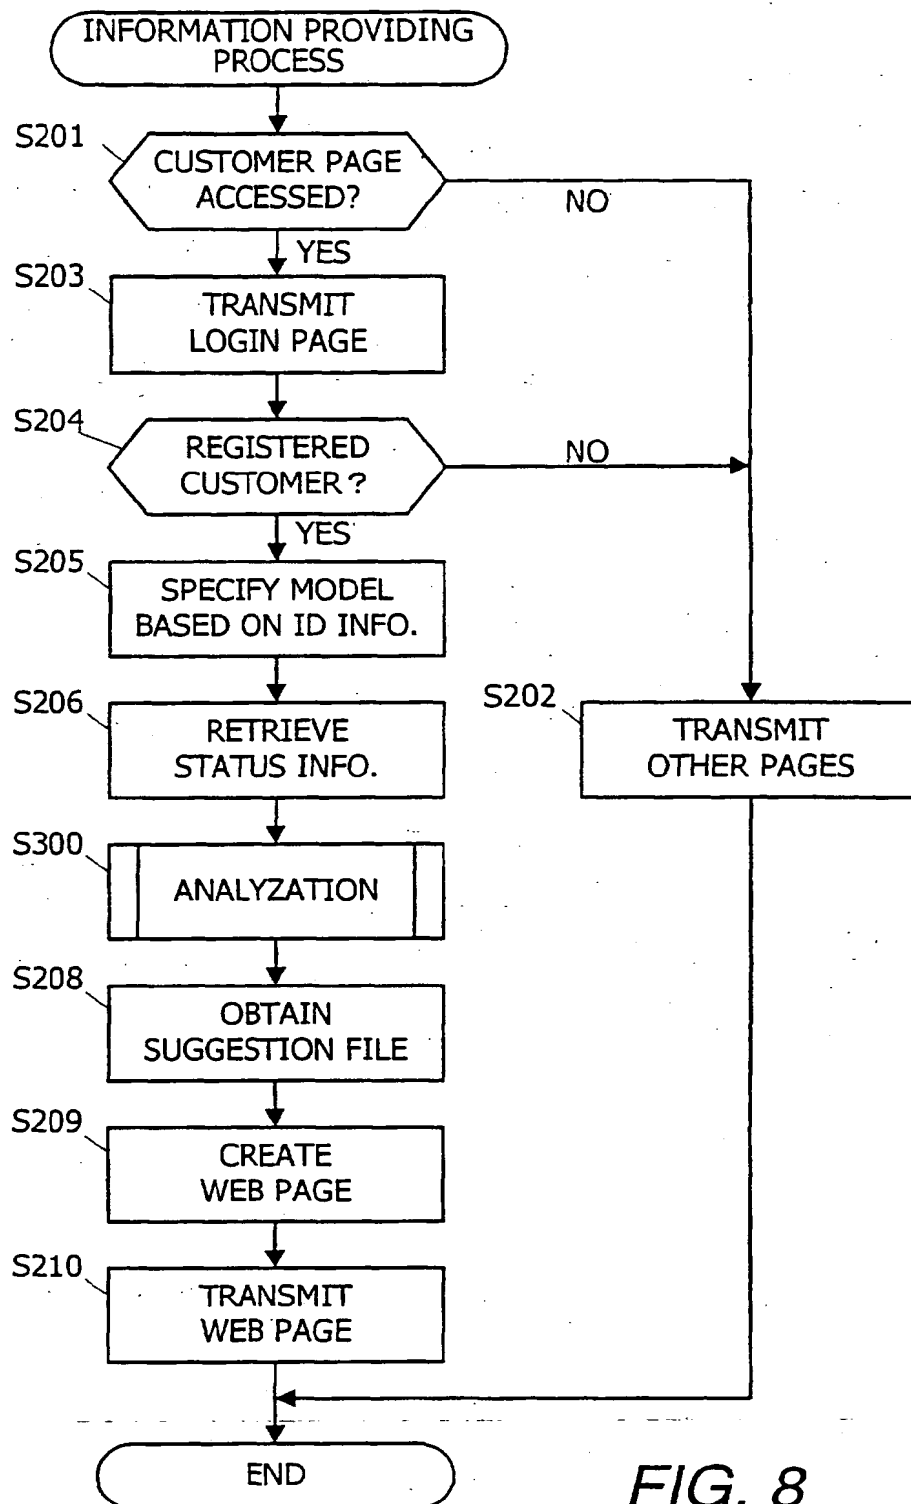 INFORMATION PROVIDING
PROCESS
S201
CUSTOMER PAGE
ACCESSED?
NO
YES
S203
TRANSMIT
LOGIN PAGE
S204
REGISTERED
CUSTOMER?
NO
YES
S205
SPECIFY MODEL
BASED ON ID INFO.
S206
RETRIEVE
STATUS INFO.
S202
TRANSMIT
OTHER PAGES
S300
ANALYZATION
S208
OBTAIN
SUGGESTION FILE
S209
CREATE
WEB PAGE
S210
TRANSMIT
WEB PAGE
END
FIG. 8